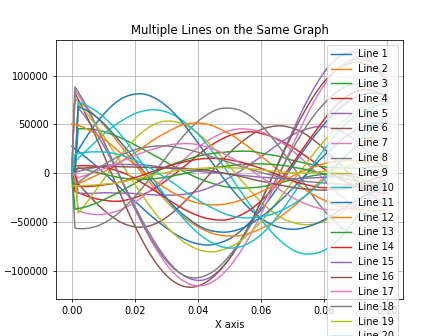 Multiple Lines on the Same Graph
100000
50000
0
−50000
−100000
0.00
0.02
0.04
0.06
0.08
X axis
Line 1
Line 2
Line 3
Line 4
Line 5
Line 6
Line 7
Line 8
Line 9
Line 10
Line 11
Line 12
Line 13
Line 14
Line 15
Line 16
Line 17
Line 18
Line 19
Line 20